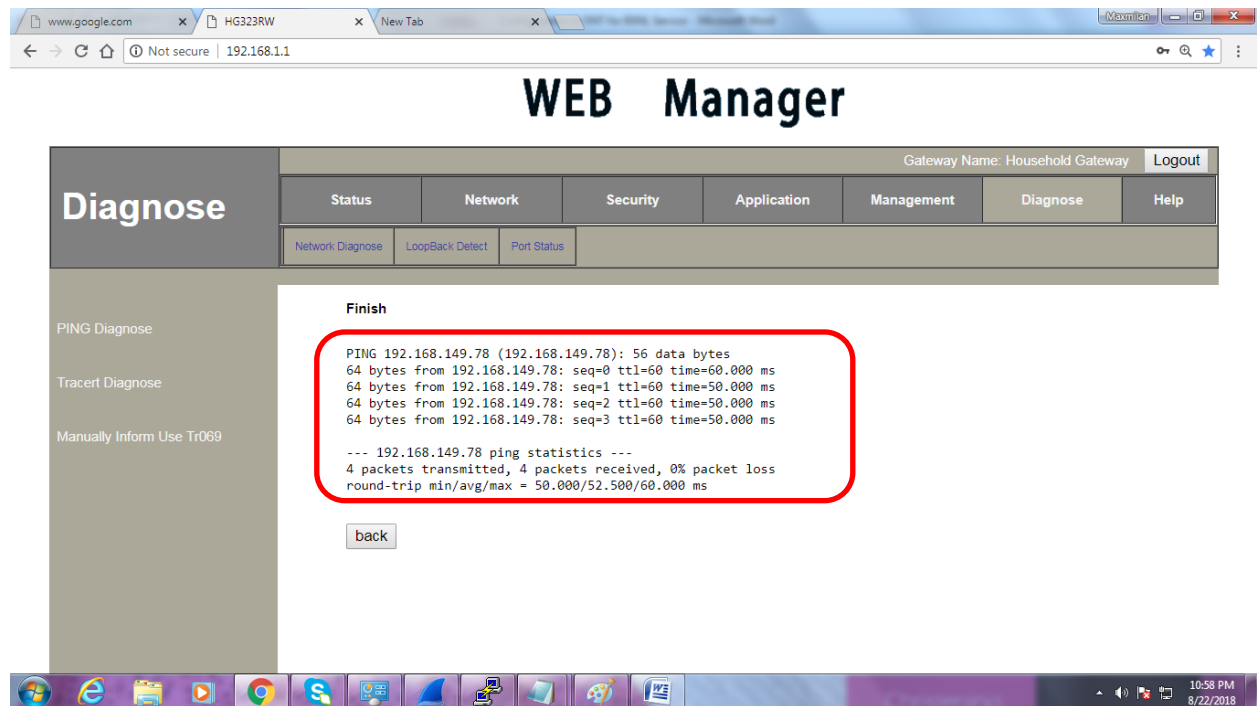 www.google.com
HG323RW
New Tab
Maxmilan
Not secure | 192.168.1.1
WEB Manager
Gateway Name: Household Gateway Logout
Diagnose
Status Network Security Application Management Diagnose Help
Network Diagnose LoopBack Detect Port Status
PING Diagnose
Tracert Diagnose
Manually Inform Use Tr069
Finish
PING 192.168.149.78 (192.168.149.78): 56 data bytes
64 bytes from 192.168.149.78: seq=0 ttl=60 time=60.000 ms
64 bytes from 192.168.149.78: seq=1 ttl=60 time=50.000 ms
64 bytes from 192.168.149.78: seq=2 ttl=60 time=50.000 ms
64 bytes from 192.168.149.78: seq=3 ttl=60 time=50.000 ms
--- 192.168.149.78 ping statistics ---
4 packets transmitted, 4 packets received, 0% packet loss
round-trip min/avg/max = 50.000/52.500/60.000 ms
back
10:58 PM
8/22/2018